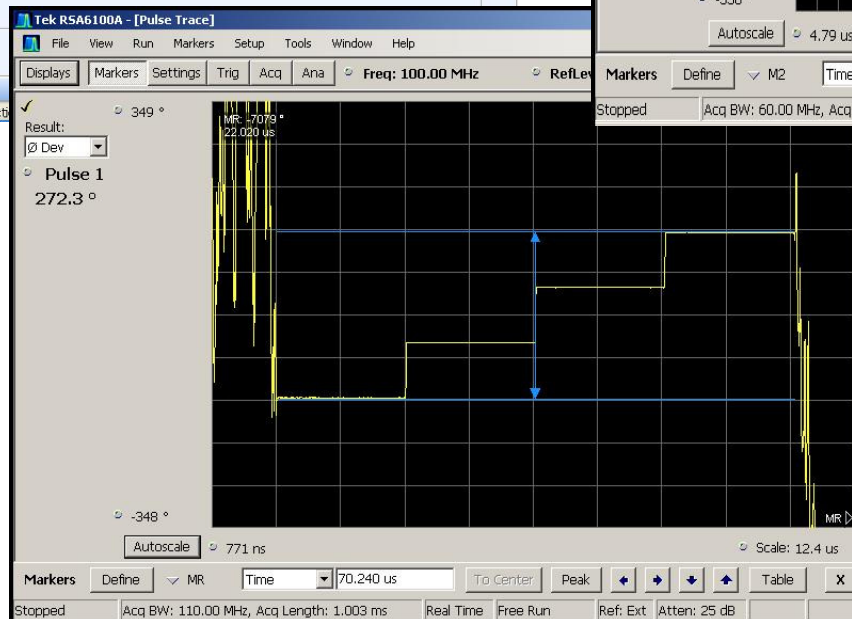 -338
Autoscale 4.79 us
Markers Define M2 Time
Stopped Acq BW: 60.00 MHz, Acq
Tek RSA6100A - [Pulse Trace]
File View Run Markers Setup Tools Window Help
Displays Markers Settings Trig Acq Ana Freq: 100.00 MHz RefLev
349 °
Result:
Ø Dev
Pulse 1
272.3 °
MR: -7079 °
22.020 us
-348 °
MR
Autoscale 771 ns Scale: 12.4 us
Markers Define MR Time 70.240 us To Center Peak Table X
Stopped Acq BW: 110.00 MHz, Acq Length: 1.003 ms Real Time Free Run Ref: Ext Atten: 25 dB